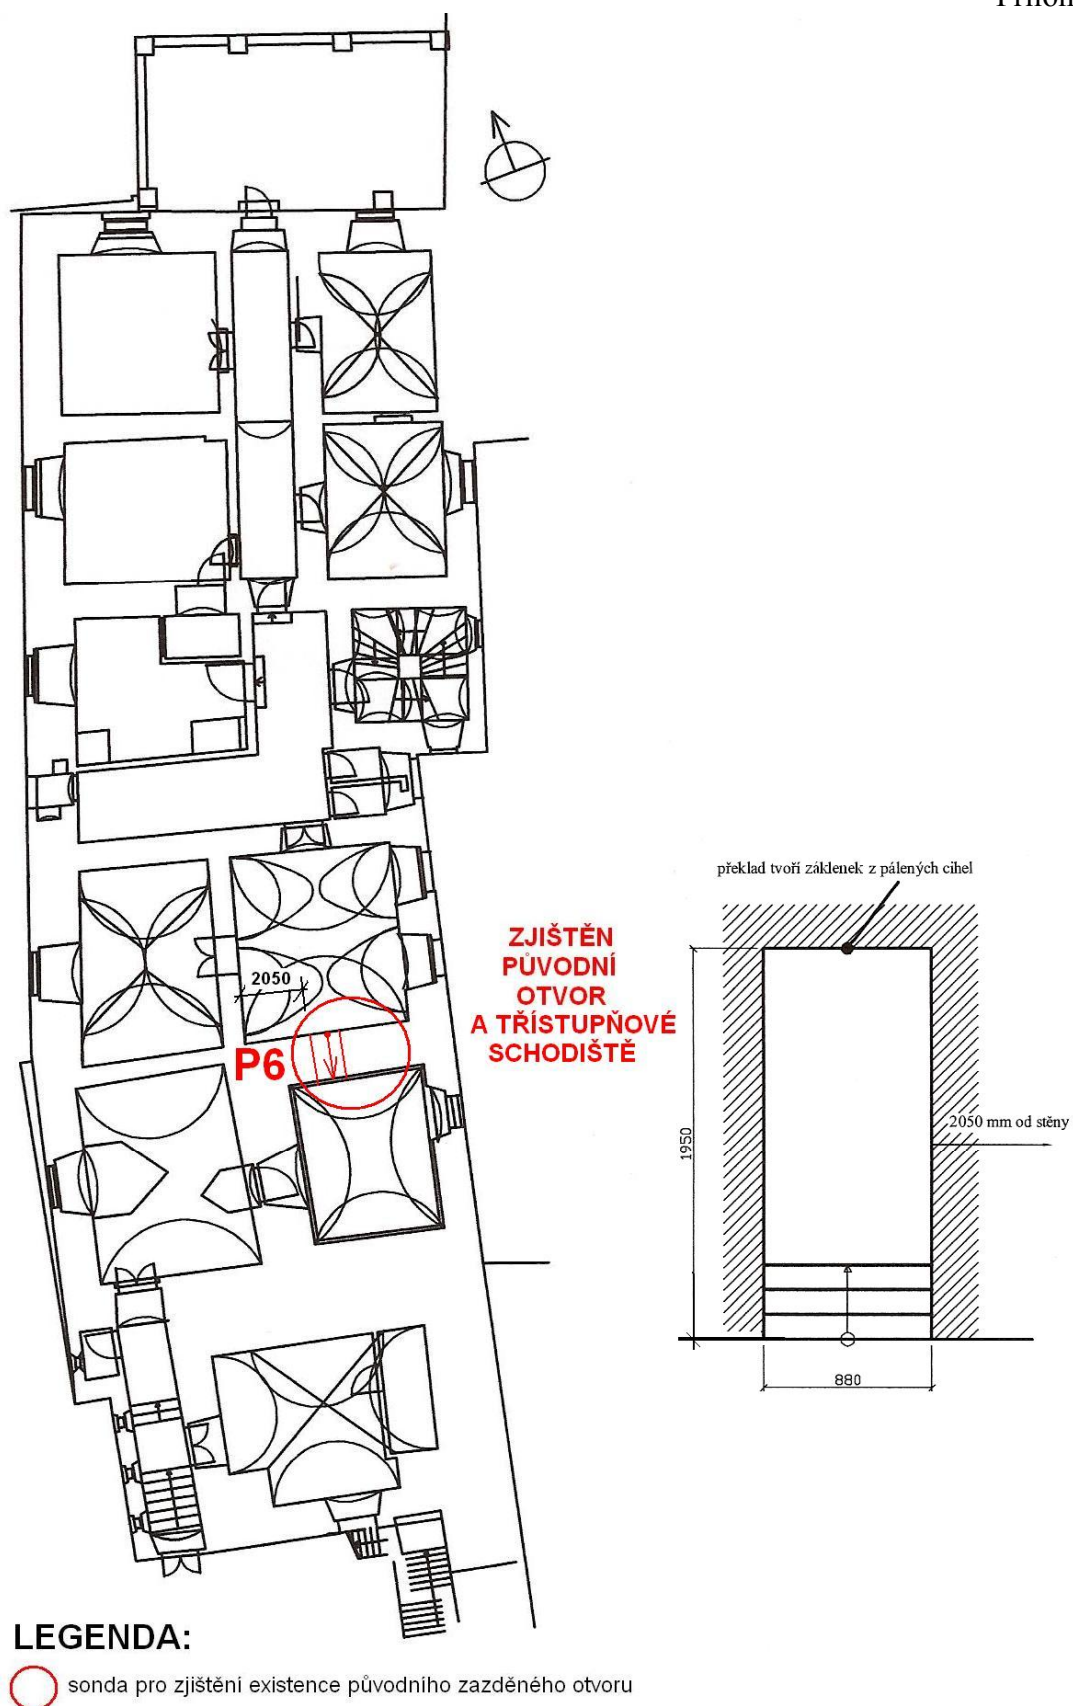 překlad tvoří záklenek z pálených cihel
ZJIŠTĚN
PŮVODNÍ
OTVOR
A TŘÍSTUPŇOVÉ
SCHODIŠTĚ
2050
P6
2050 mm od stěny
1950
880
LEGENDA:
sonda pro zjištění existence původního zazděného otvoru